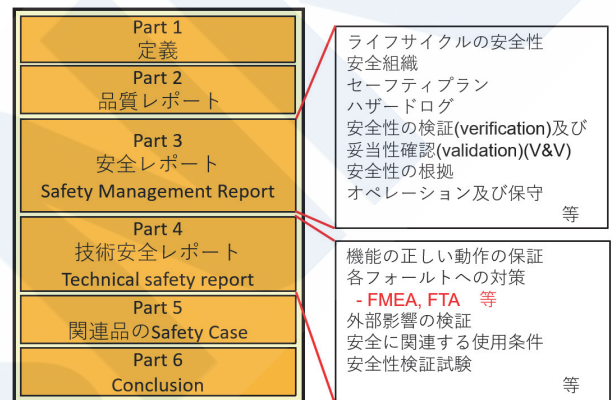 Part 1
定義
Part 2
品質レポート
Part 3
安全レポート
Safety Management Report
Part 4
技術安全レポート
Technical safety report
Part 5
関連品のSafety Case
Part 6
Conclusion
ライフサイクルの安全性
安全組織
セーフティプラン
ハザードログ
安全性の検証(verification)及び
妥当性確認(validation)(V&V)
安全性の根拠
オペレーション及び保守
等
機能の正しい動作の保証
各フォールトへの対策
- FMEA, FTA 等
外部影響の検証
安全に関連する使用条件
安全性検証試験
等